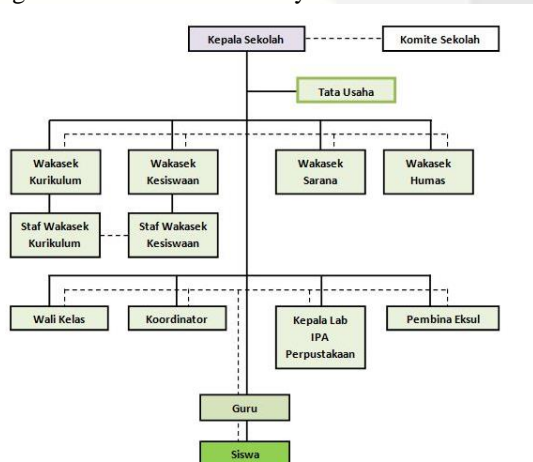 Kepala Sekolah
Komite Sekolah
Tata Usaha
Wakasek
Kurikulum
Wakasek
Kesiswaan
Wakasek
Sarana
Wakasek
Humas
Staf Wakasek
Kurikulum
Staf Wakasek
Kesiswaan
Wali Kelas
Koordinator
Kepala Lab
IPA
Perpustakaan
Pembina Eksul
Guru
Siswa